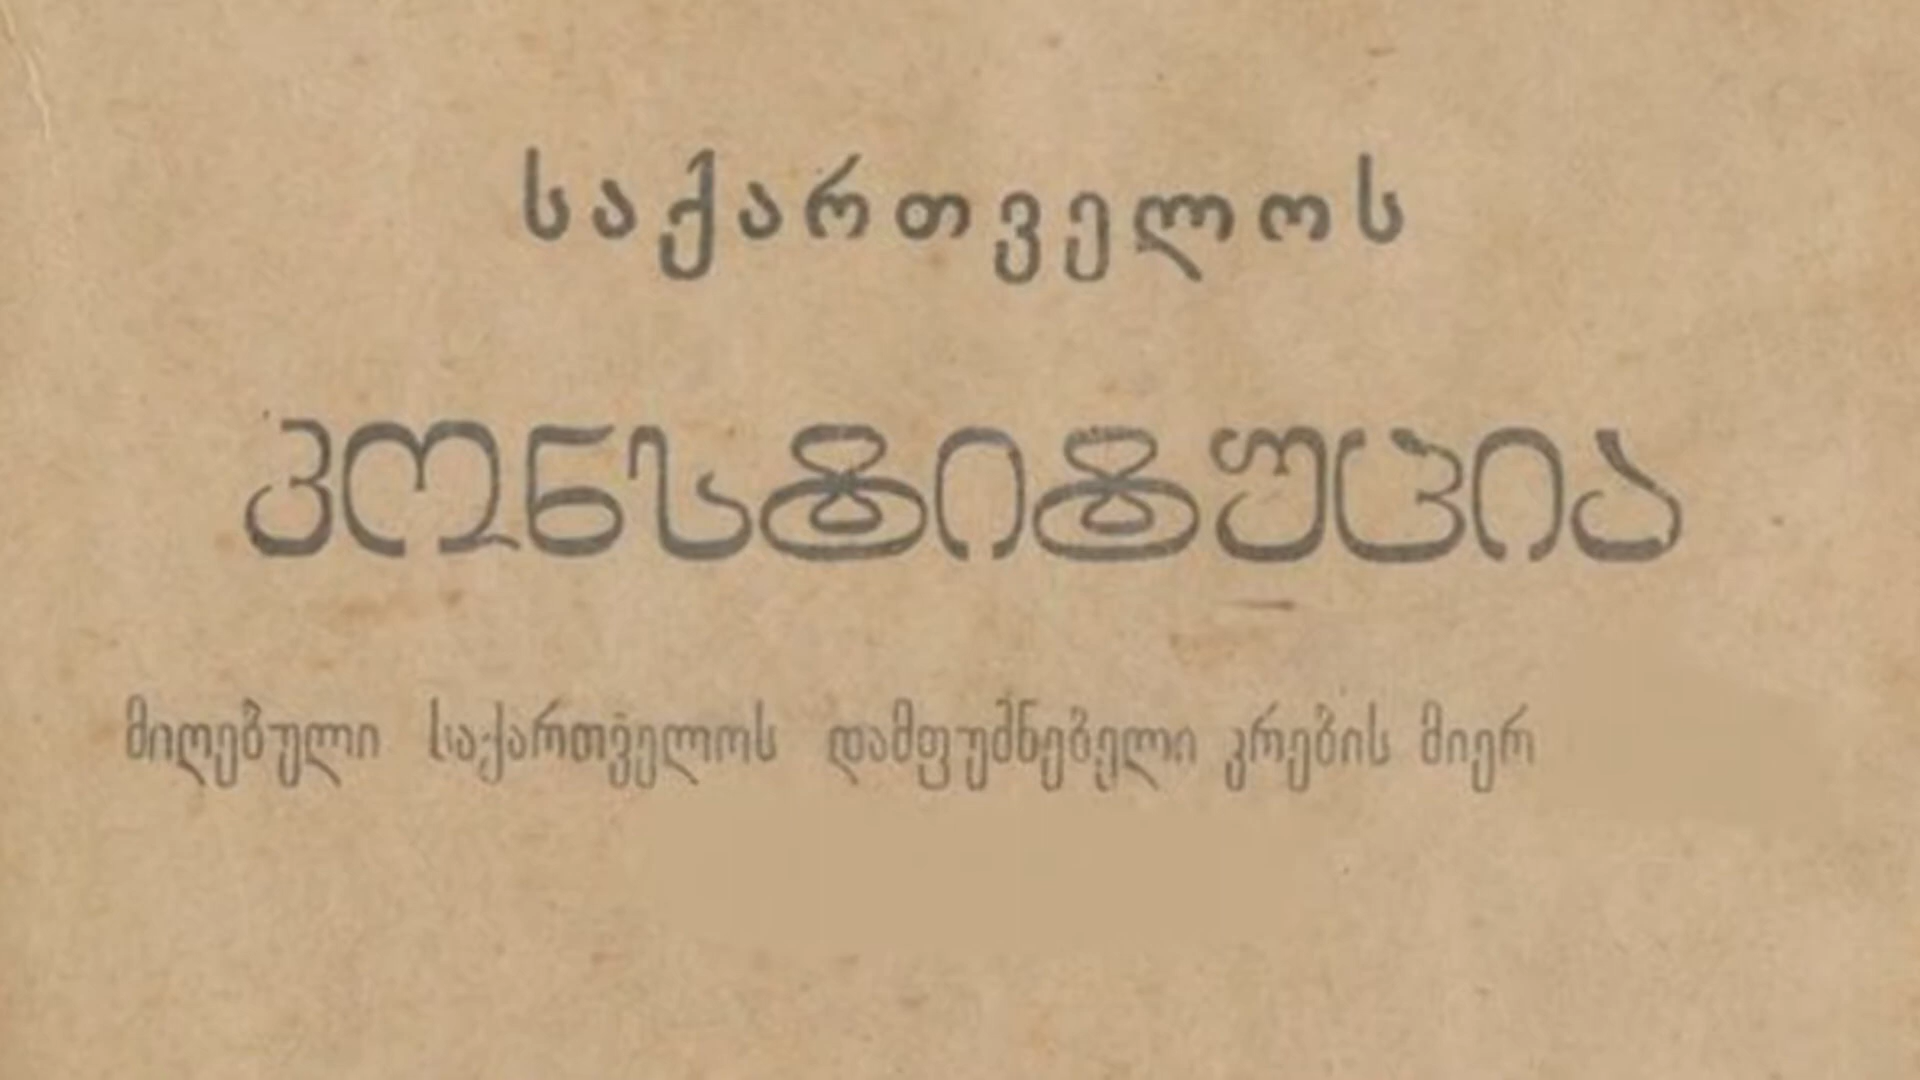 საქართველოს
კონსტიტუცია
მიღებული საქართველოს დამფუძნებელი კრების მიერ